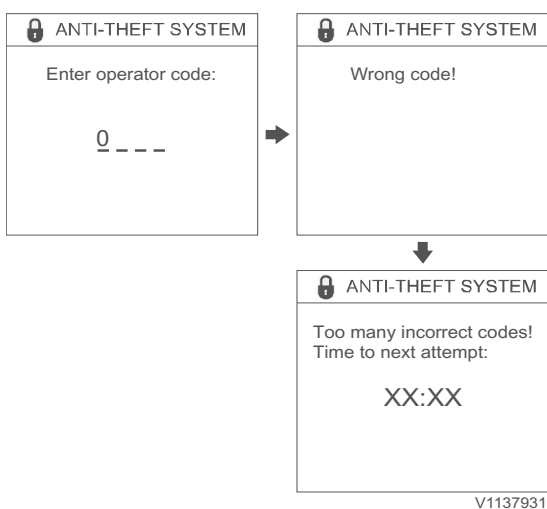 ANTI-THEFT SYSTEM
Enter operator code:
0 _ _ _
ANTI-THEFT SYSTEM
Wrong code!
ANTI-THEFT SYSTEM
Too many incorrect codes!
Time to next attempt:
XX:XX
V1137931